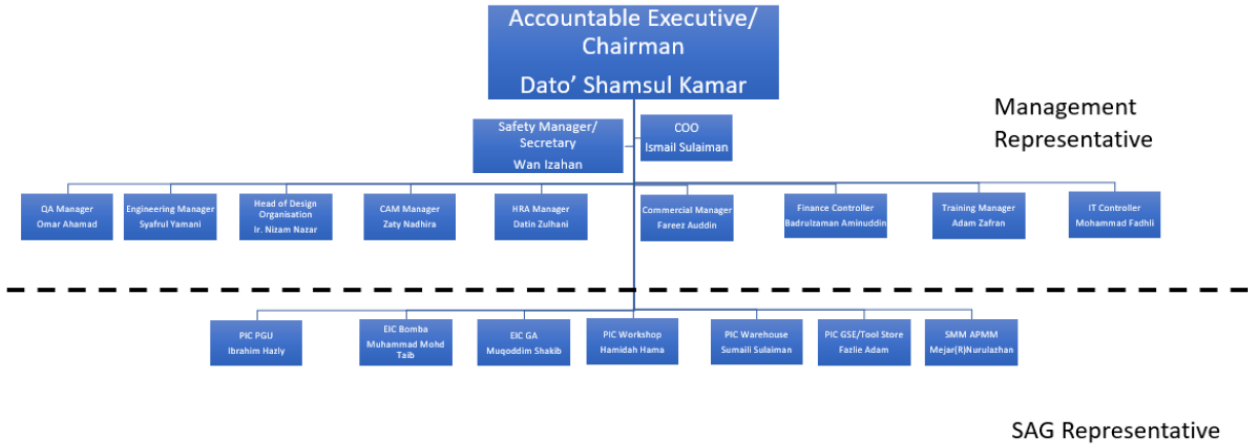 Accountable Executive/
Chairman
Dato’ Shamsul Kamar
Management
Representative
Safety Manager/
Secretary
Wan Izahan
COO
Ismail Sulaiman
QA Manager
Omar Ahamad
Engineering Manager
Syafrul Yamani
Head of Design
Organisation
Ir. Nizam Nazar
CAM Manager
Zaty Nadhira
HRA Manager
Datin Zulhani
Commercial Manager
Fareez Auddin
Finance Controller
Badrulzaman Aminuddin
Training Manager
Adam Zafran
IT Controller
Mohammad Fadhli
PIC PGU
Ibrahim Hazly
EIC Bomba
Muhammad Mohd
Taib
EIC GA
Muqoddim Shakib
PIC Workshop
Hamidah Hama
PIC Warehouse
Sumaili Sulaiman
PIC GSE/Tool Store
Fazlie Adam
SMM APMM
Mejar(R)Nurulazhan
SAG Representative